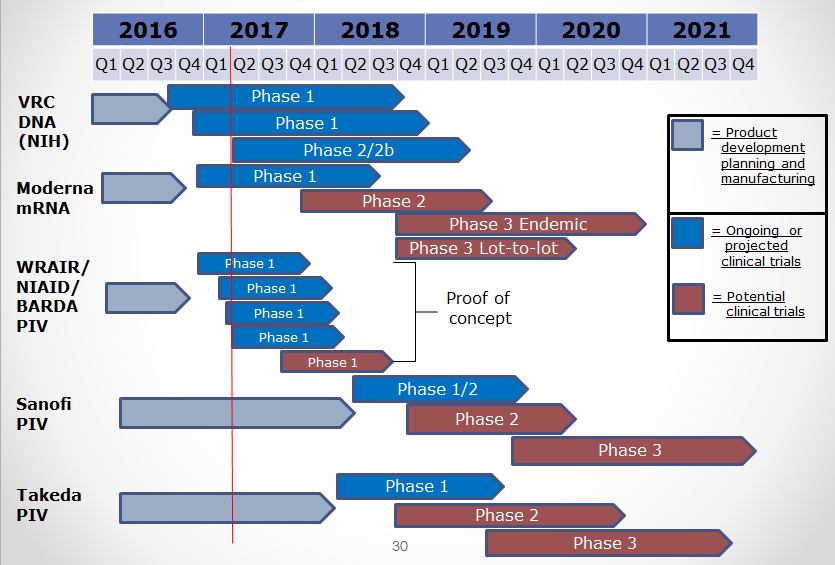 2016 2017 2018 2019 2020 2021
Q1 Q2 Q3 Q4 Q1 Q2 Q3 Q4 Q1 Q2 Q3 Q4 Q1 Q2 Q3 Q4 Q1 Q2 Q3 Q4 Q1 Q2 Q3 Q4
VRC
DNA
(NIH)
Phase 1
Phase 1
Phase 2/2b
Moderna
mRNA
Phase 1
Phase 2
Phase 3 Endemic
Phase 3 Lot-to-lot
WRAIR/
NIAID/
BARDA
PIV
Phase 1
Phase 1
Phase 1
Phase 1
Phase 1
Proof of
concept
Sanofi
PIV
Phase 1/2
Phase 2
Phase 3
Takeda
PIV
Phase 1
Phase 2
Phase 3
= Product
development
planning and
manufacturing
= Ongoing or
projected
clinical trials
= Potential
clinical trials
30